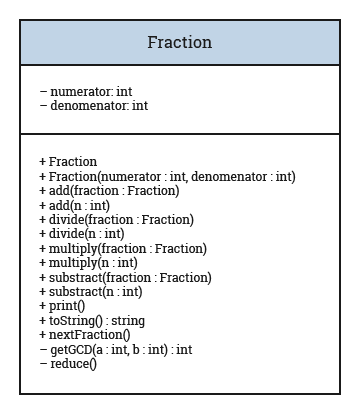 Fraction
– numerator: int
– denomenator: int
+ Fraction
+ Fraction(numerator : int, denomenator : int)
+ add(fraction : Fraction)
+ add(n : int)
+ divide(fraction : Fraction)
+ divide(n : int)
+ multiply(fraction : Fraction)
+ multiply(n : int)
+ substract(fraction : Fraction)
+ substract(n : int)
+ print()
+ toString() : string
+ nextFraction()
– getGCD(a : int, b : int) : int
– reduce()